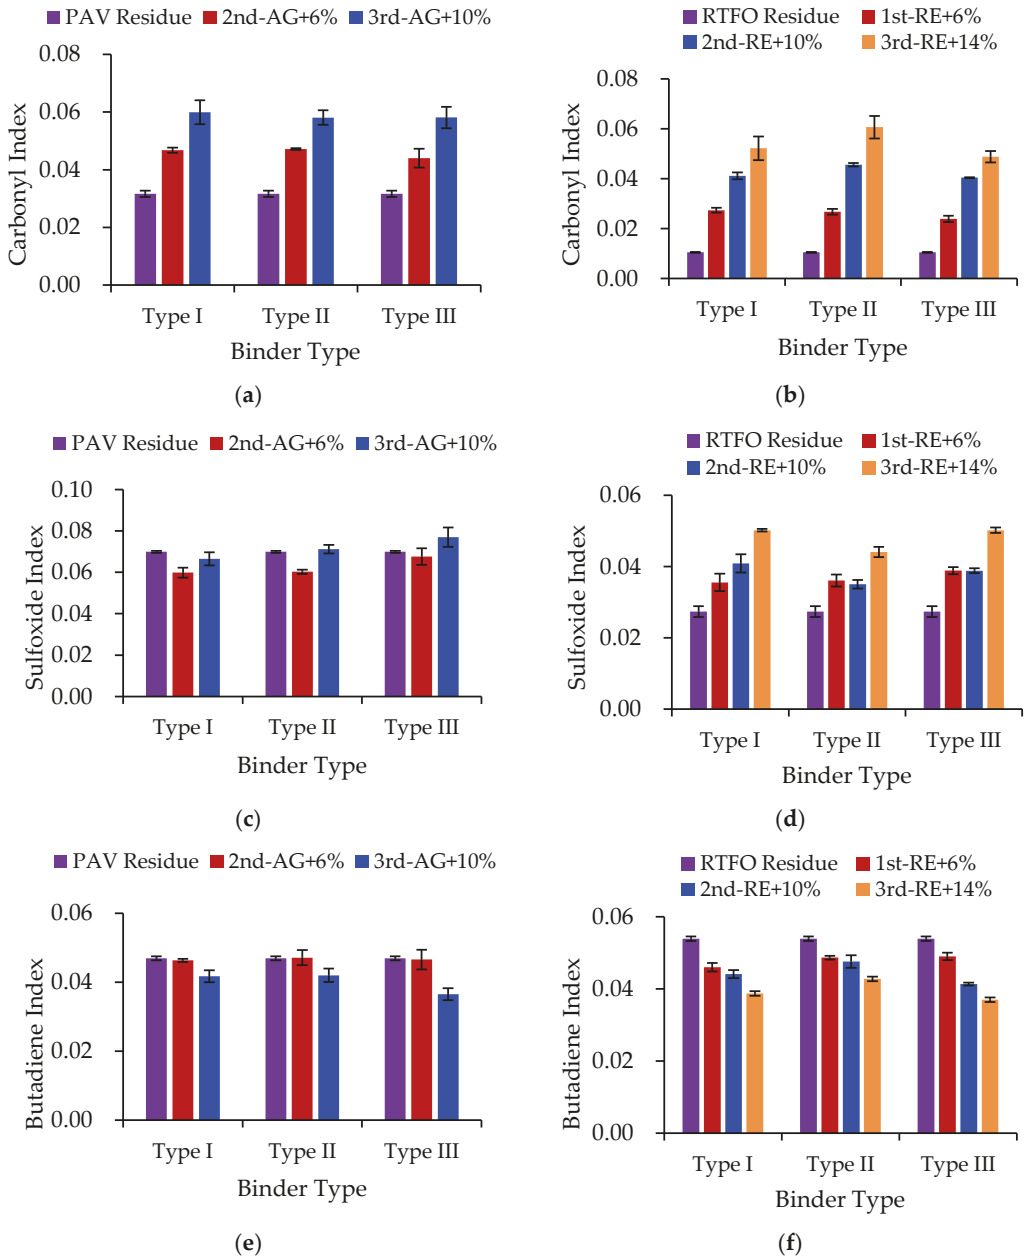 PAV Residue 2nd-AG+6% 3rd-AG+10%
0.08
0.06
0.04
0.02
0.00
Carbonyl Index
Type I Type II Type III
Binder Type
(a)
RTFO Residue 1st-RE+6%
2nd-RE+10% 3rd-RE+14%
0.08
0.06
0.04
0.02
0.00
Carbonyl Index
Type I Type II Type III
Binder Type
(b)
PAV Residue 2nd-AG+6% 3rd-AG+10%
0.10
0.08
0.06
0.04
0.02
0.00
Sulfoxide Index
Type I Type II Type III
Binder Type
(c)
RTFO Residue 1st-RE+6%
2nd-RE+10% 3rd-RE+14%
0.06
0.04
0.02
0.00
Sulfoxide Index
Type I Type II Type III
Binder Type
(d)
PAV Residue 2nd-AG+6% 3rd-AG+10%
0.06
0.04
0.02
0.00
Butadiene Index
Type I Type II Type III
Binder Type
(e)
RTFO Residue 1st-RE+6%
2nd-RE+10% 3rd-RE+14%
0.06
0.04
0.02
0.00
Butadiene Index
Type I Type II Type III
Binder Type
(f)